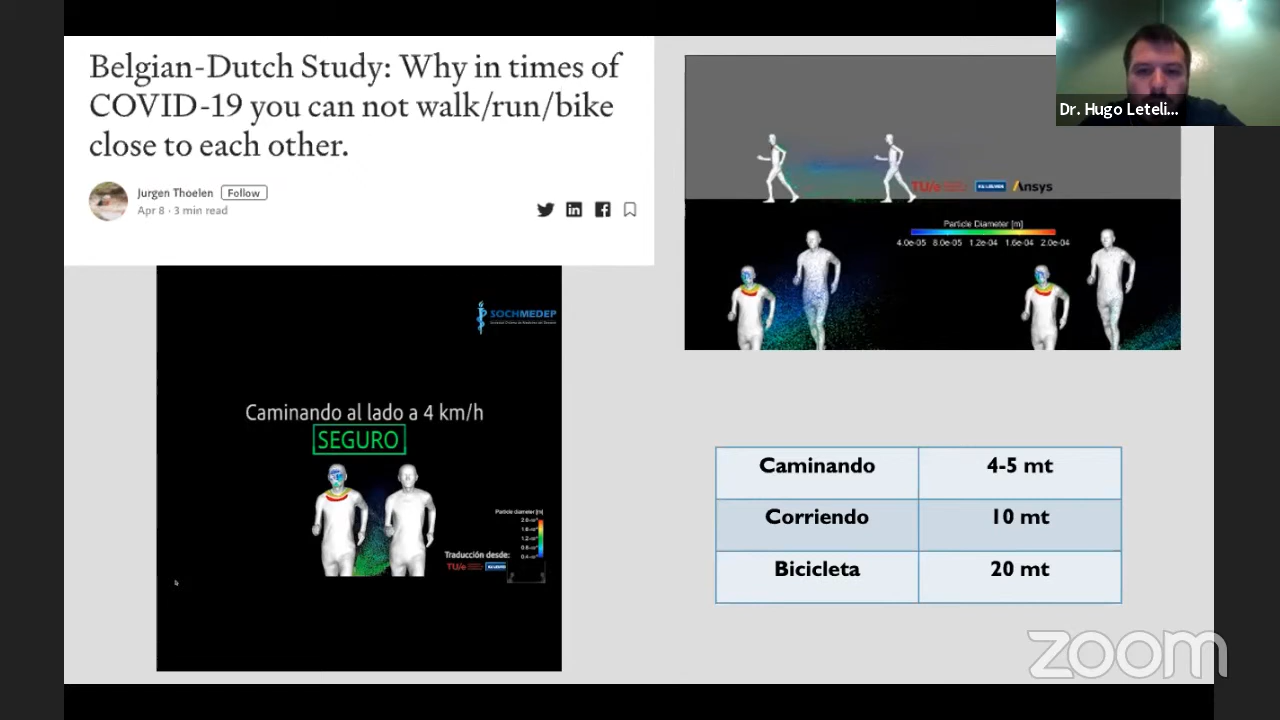 Belgian-Dutch Study: Why in times of
COVID-19 you can not walk/run/bike
close to each other.
Jurgen Thoelen Follow
Apr 8 · 3 min read
Dr. Hugo Leteli...
TU/e
Ansys
Particle Diameter [m]
4.0e-05 8.0e-05 1.2e-04 1.6e-04 2.0e-04
SOCHMEDEP
Caminando al lado a 4 km/h
SEGURO
Particle diameter [m]
Traducción desde:
TU/e
Caminando 4-5 mt
Corriendo 10 mt
Bicicleta 20 mt
zoom